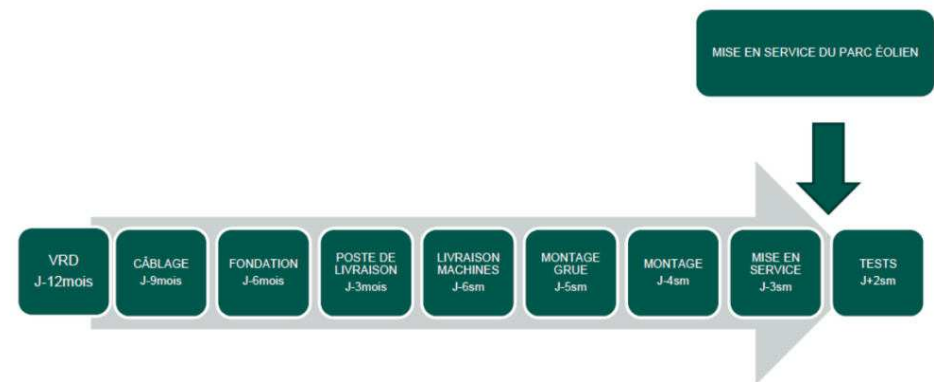 MISE EN SERVICE DU PARC ÉOLIEN
VRD
J-12mois
CÂBLAGE
J-9mois
FONDATION
J-6mois
POSTE DE
LIVRAISON
J-3mois
LIVRAISON
MACHINES
J-6sm
MONTAGE
GRUE
J-5sm
MONTAGE
J-4sm
MISE EN
SERVICE
J-3sm
TESTS
J+2sm